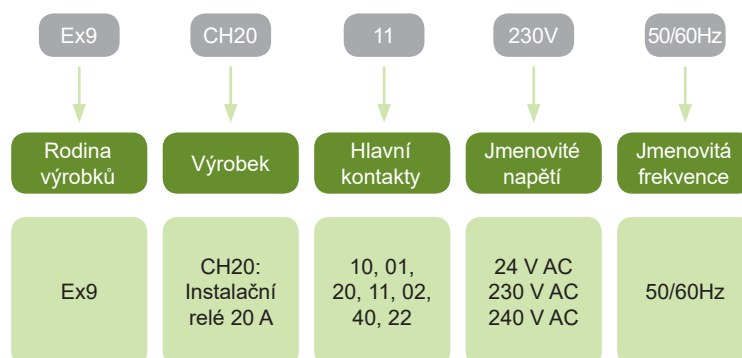 Ex9
CH20
11
230V
50/60Hz
Rodina
výrobků
Výrobek
Hlavní
kontakty
Jmenovité
napětí
Jmenovitá
frekvence
Ex9
CH20:
Instalační
relé 20 A
10, 01,
20, 11, 02,
40, 22
24 V AC
230 V AC
240 V AC
50/60Hz